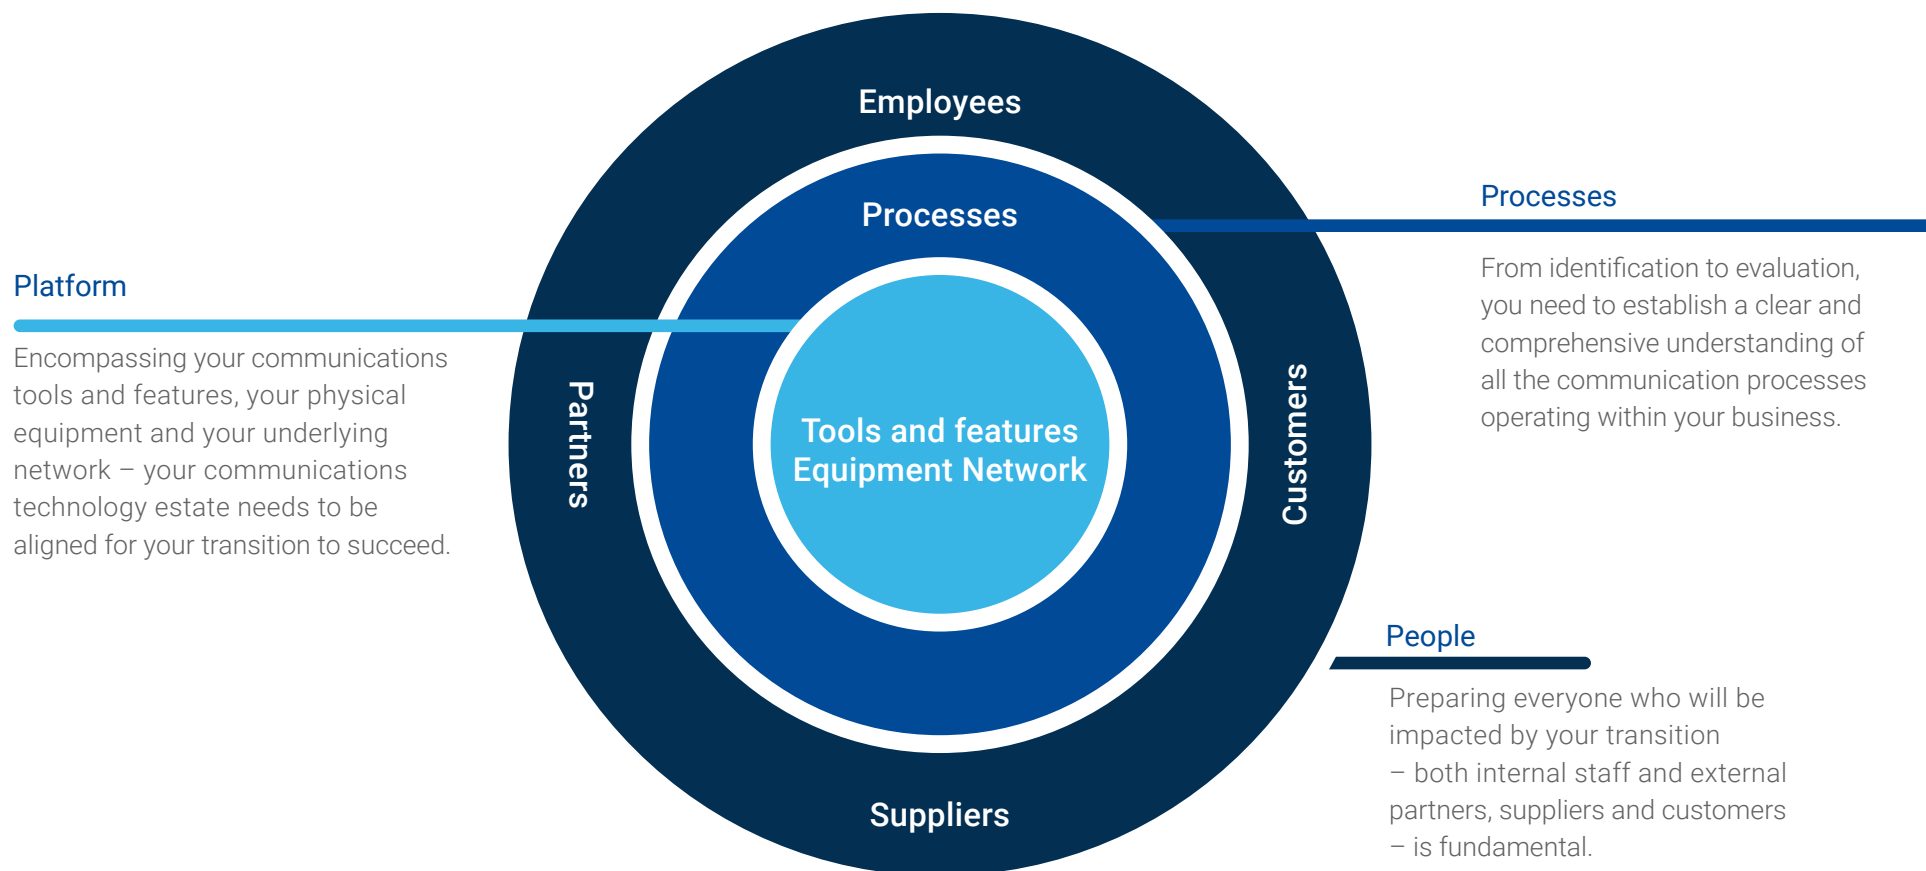 Employees
Processes
Partners
Tools and features
Equipment Network
Customers
Suppliers
Platform
Encompassing your communications
tools and features, your physical
equipment and your underlying
network – your communications
technology estate needs to be
aligned for your transition to succeed.
Processes
From identification to evaluation,
you need to establish a clear and
comprehensive understanding of
all the communication processes
operating within your business.
People
Preparing everyone who will be
impacted by your transition
– both internal staff and external
partners, suppliers and customers
– is fundamental.